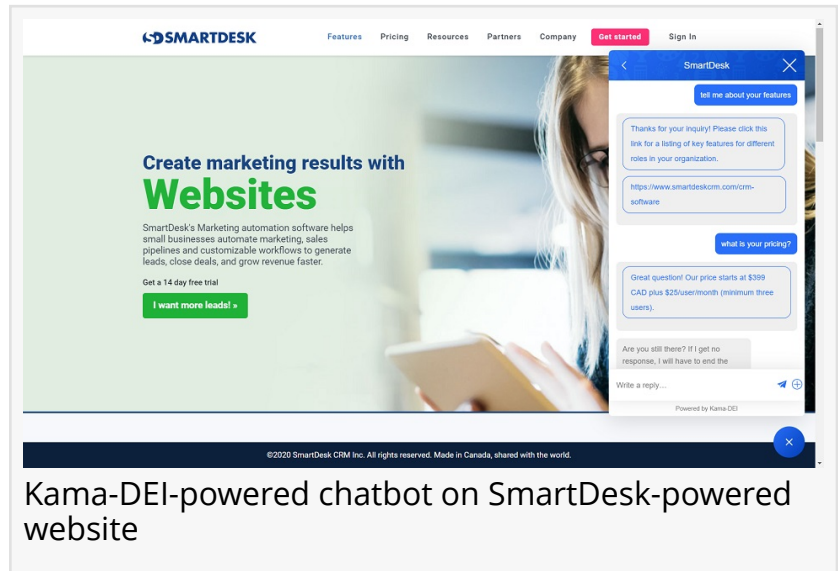 SMARTDESK
Features Pricing Resources Partners Company Get started Sign In
Create marketing results with
Websites
SmartDesk's Marketing automation software helps
small businesses automate marketing, sales
pipelines and customizable workflows to generate
leads, close deals, and grow revenue faster.
Get a 14 day free trial
I want more leads! »
SmartDesk
tell me about your features
Thanks for your inquiry! Please click this
link for a listing of key features for different
roles in your organization.
https://www.smartdeskcrm.com/crm-
software
what is your pricing?
Great question! Our price starts at $399
CAD plus $25/user/month (minimum three
users).
Are you still there? If I get no
response, I will have to end the
Write a reply...
Powered by Kama-DEI
©2020 SmartDesk CRM Inc. All rights reserved. Made in Canada, shared with the world.
Kama-DEI-powered chatbot on SmartDesk-powered
website